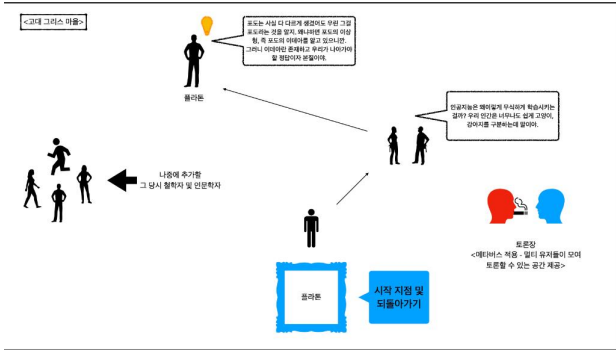 <고대 그리스 마을>
포도는 사실 다 다르게 생겼어도 우린 그걸
포도라는 것을 알지. 왜냐하면 포도의 이상
형, 즉 포도의 이데아를 알고 있으니깐.
그러니 이데아란 존재하고 우리가 나아가야
할 정답이자 본질이야.
플라톤
인공지능은 왜이렇게 무식하게 학습시키는
걸까? 우리 인간은 너무나도 쉽게 고양이,
강아지를 구분하는데 말이야.
나중에 추가할
그 당시 철학자 및 인문학자
토론장
<메타버스 적용 - 멀티 유저들이 모여
토론할 수 있는 공간 제공>
플라톤
시작 지점 및
되돌아가기